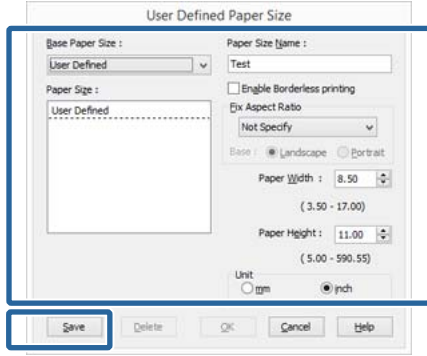 User Defined Paper Size
Base Paper Size :
User Defined
Paper Size :
User Defined
Paper Size Name :
Test
Enable Borderless printing
Fix Aspect Ratio
Not Specify
Base : Landscape Portrait
Paper Width : 8.50
( 3.50 - 17.00)
Paper Height : 11.00
( 5.00 - 590.55)
Unit
mm inch
Save Delete OK Cancel Help